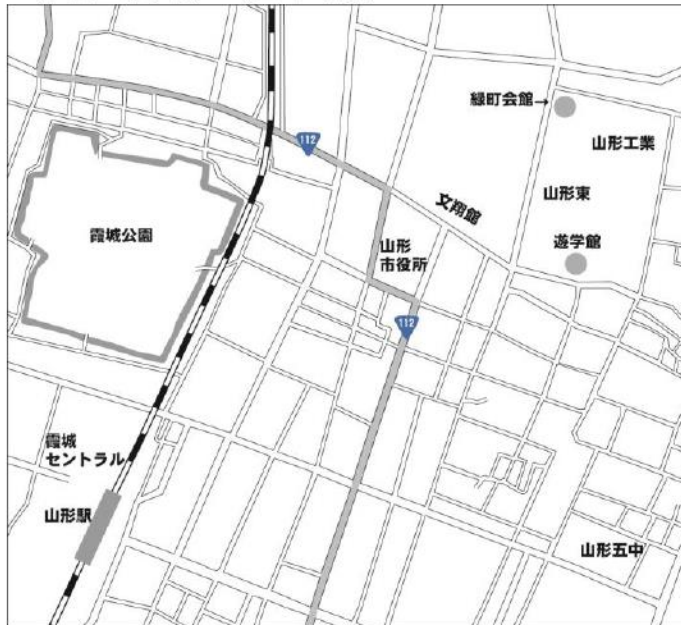 緑町会館→
山形工業
112
文翔館
山形東
霞城公園
山形
市役所
遊学館
112
霞城
セントラル
山形駅
山形五中